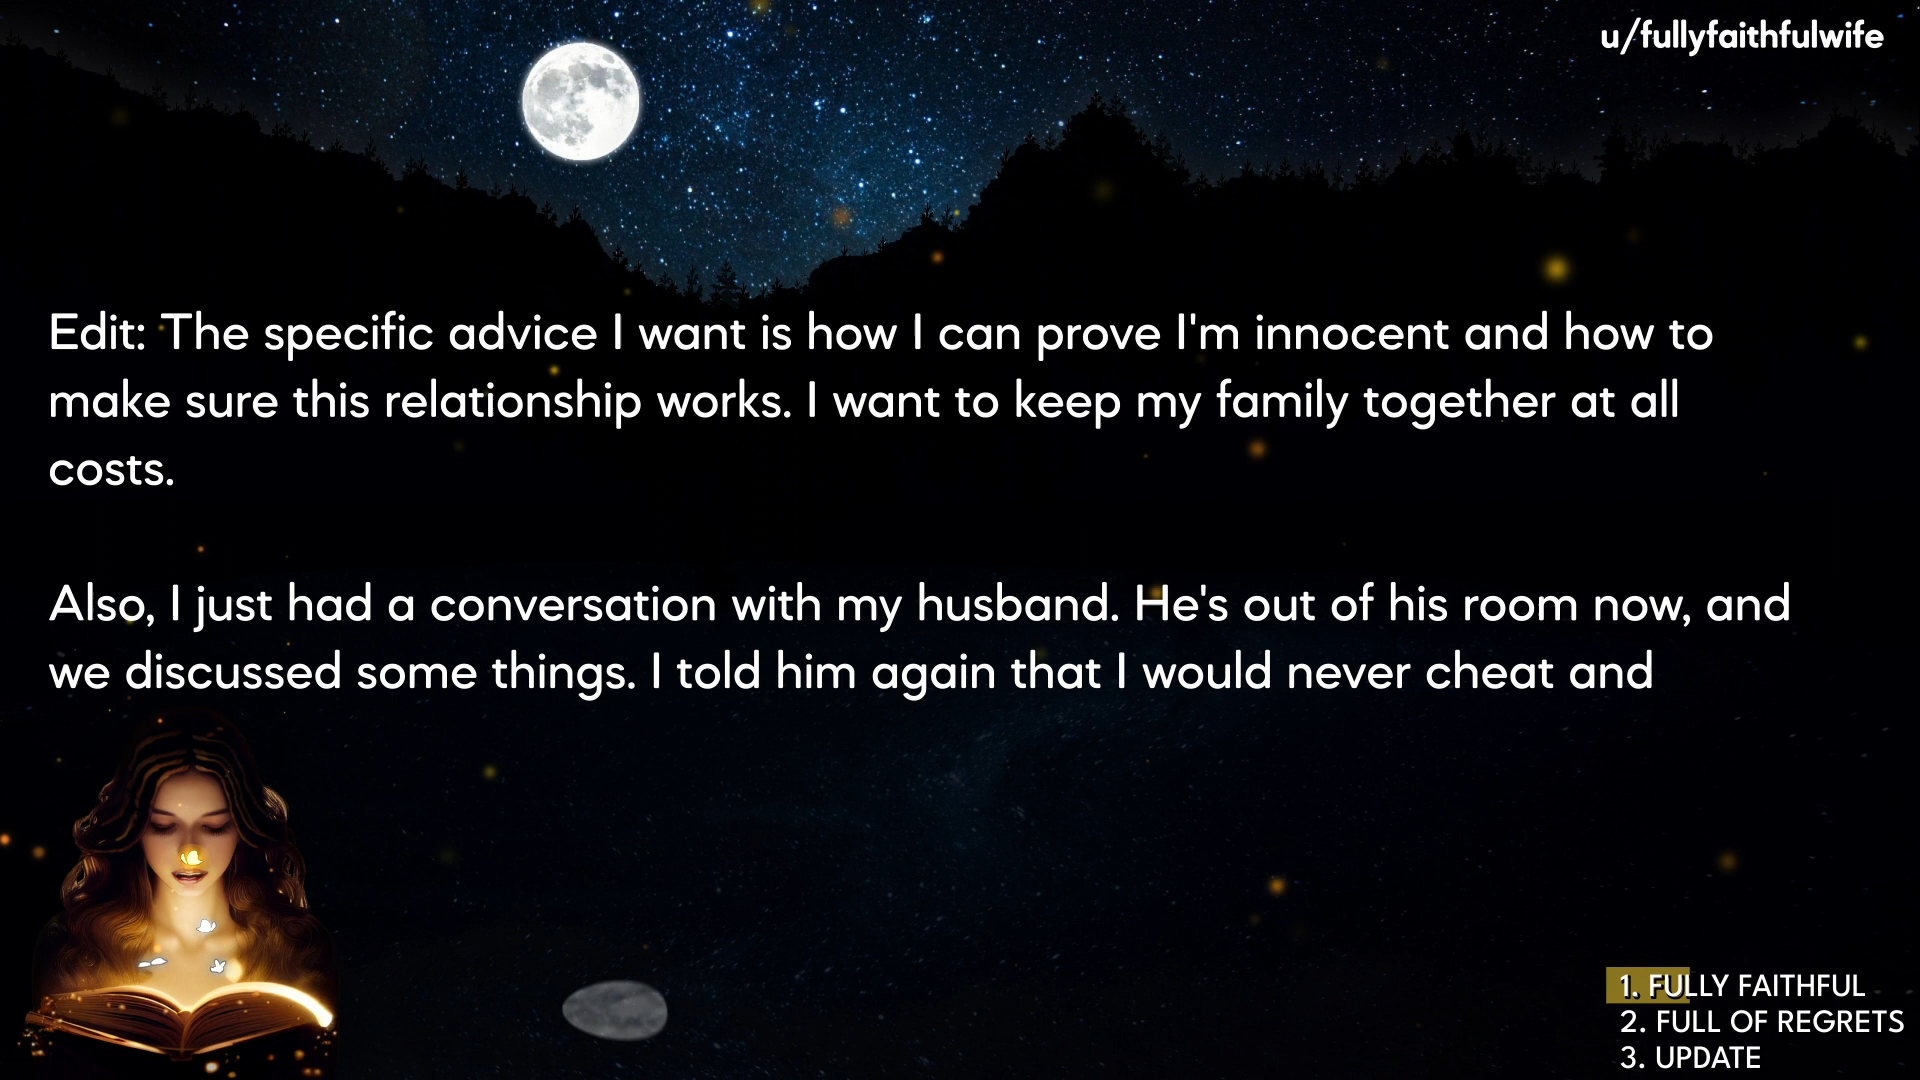 u/fullyfaithfulwife
Edit: The specific advice I want is how I can prove I'm innocent and how to
make sure this relationship works. I want to keep my family together at all
costs.
Also, I just had a conversation with my husband. He's out of his room now, and
we discussed some things. I told him again that I would never cheat and
1. FULLY FAITHFUL
2. FULL OF REGRETS
3. UPDATE